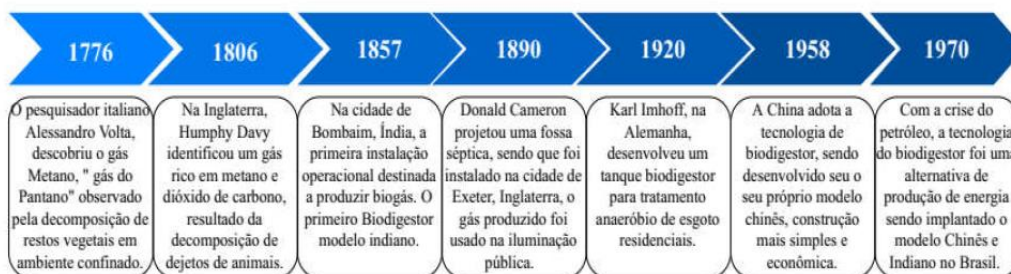 1776
1806
1857
1890
1920
1958
1970
O pesquisador italiano
Alessandro Volta,
descobriu o gás
Metano, " gás do
Pantano" observado
pela decomposição de
restos vegetais em
ambiente confinado.
Na Inglaterra,
Humphy Davy
identificou um gás
rico em metano e
dióxido de carbono,
resultado da
decomposição de
dejetos de animais.
Na cidade de
Bombaim, Índia, a
primeira instalação
operacional destinada
a produzir biogás. O
primeiro Biodigestor
modelo indiano.
Donald Cameron
projetou uma fossa
séptica, sendo que foi
instalado na cidade de
Exeter, Inglaterra, o
gás produzido foi
usado na iluminação
pública.
Karl Imhoff, na
Alemanha,
desenvolveu um
tanque biodigestor
para tratamento
anaeróbio de esgoto
residenciais.
A China adota a
tecnologia de
biodigestor, sendo
desenvolvido seu o
seu próprio modelo
chinês, construção
mais simples e
econômica.
Com a crise do
petróleo, a tecnologia
do biodigestor foi uma
alternativa de
produção de energia
sendo implantado o
modelo Chinês e
Indiano no Brasil.